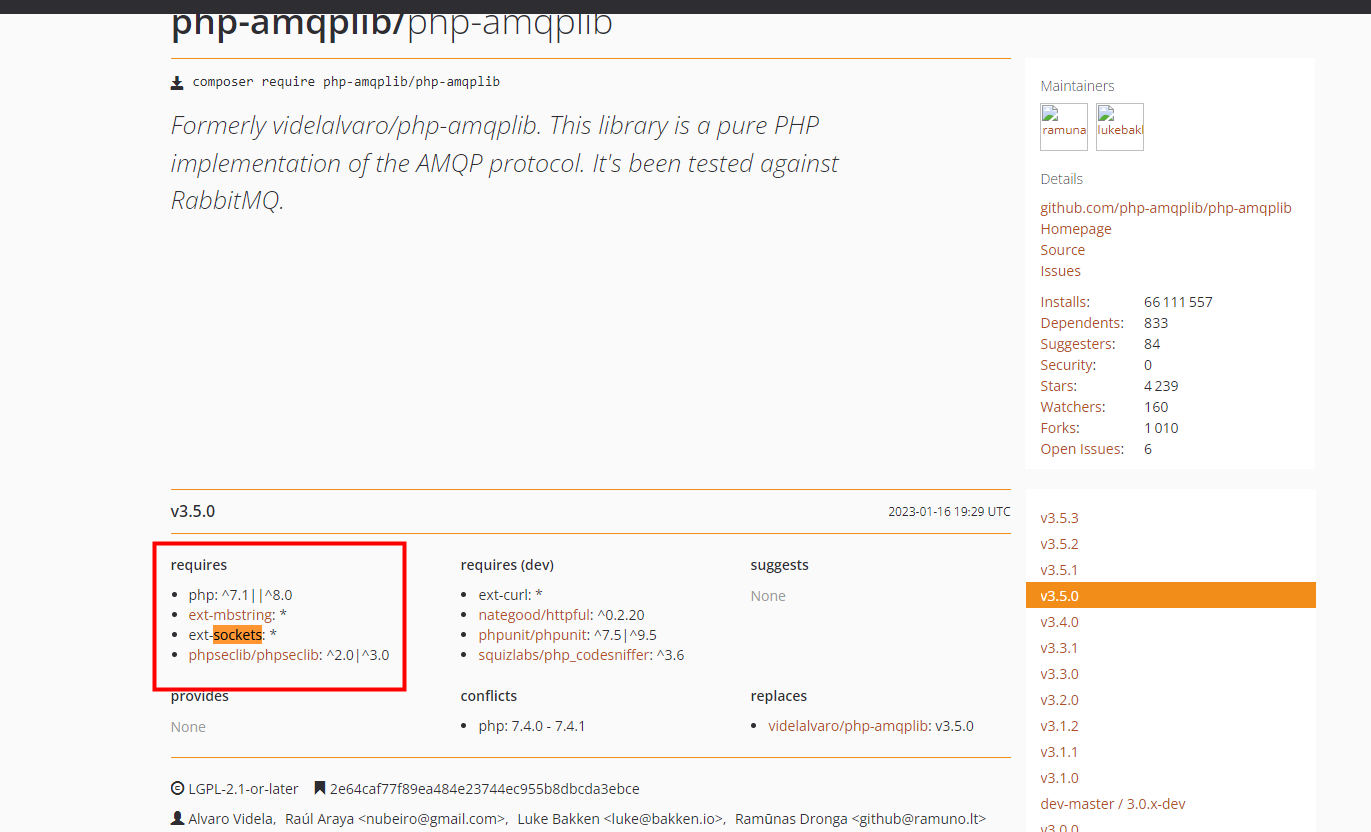 php-amqplib/php-amqplib
composer require php-amqplib/php-amqplib
Formerly videlalvaro/php-amqplib. This library is a pure PHP
implementation of the AMQP protocol. It's been tested against
RabbitMQ.
Maintainers
ramuna
lukebakl
Details
github.com/php-amqplib/php-amqplib
Homepage
Source
Issues
Installs: 66 111 557
Dependents: 833
Suggesters: 84
Security: 0
Stars: 4 239
Watchers: 160
Forks: 1 010
Open Issues: 6
v3.5.0
2023-01-16 19:29 UTC
requires
php: ^7.1||^8.0
ext-mbstring: *
ext-sockets: *
phpseclib/phpseclib: ^2.0|^3.0
requires (dev)
ext-curl: *
nategood/httpful: ^0.2.20
phpunit/phpunit: ^7.5|^9.5
squizlabs/php_codesniffer: ^3.6
suggests
None
provides
None
conflicts
php: 7.4.0 - 7.4.1
replaces
videlalvaro/php-amqplib: v3.5.0
LGPL-2.1-or-later 2e64caf77f89ea484e23744ec955b8dbcda3ebce
Alvaro Videla, Raúl Araya <nubeiro@gmail.com>, Luke Bakken <luke@bakken.io>, Ramūnas Dronga <github@ramuno.lt>
v3.5.3
v3.5.2
v3.5.1
v3.5.0
v3.4.0
v3.3.1
v3.3.0
v3.2.0
v3.1.2
v3.1.1
v3.1.0
dev-master / 3.0.x-dev
v3.0.0